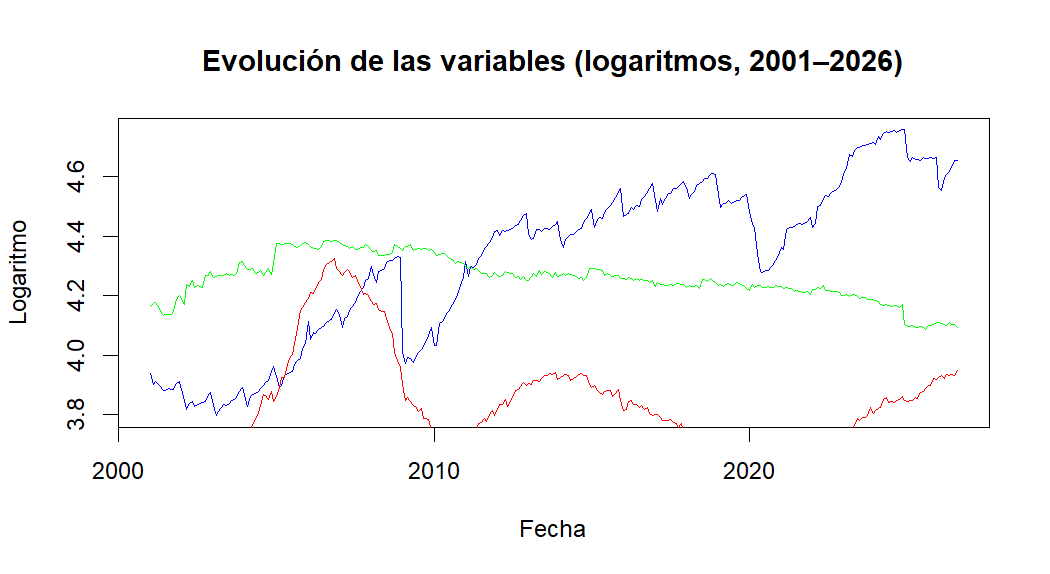 Evolución de las variables (logaritmos, 2001–2026)
Logaritmo
4.6
4.4
4.2
4.0
3.8
2000 2010 2020
Fecha